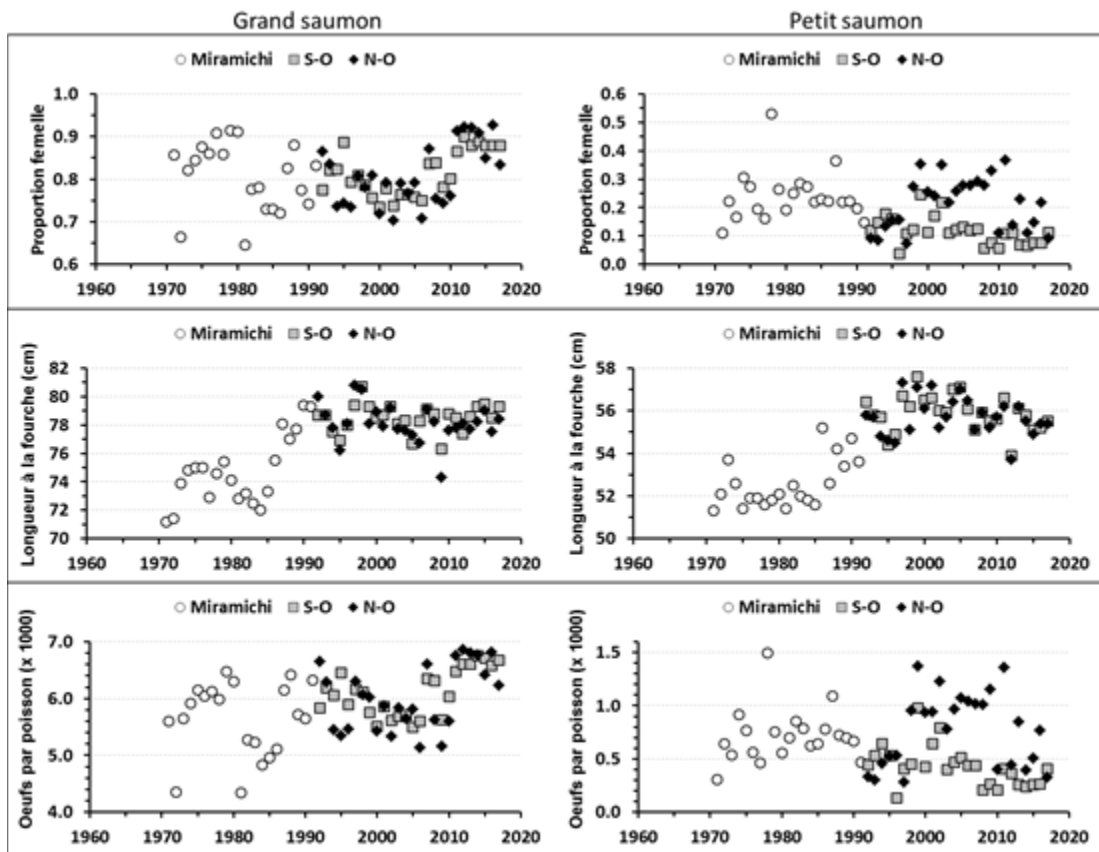 Grand saumon
Petit saumon
Miramichi S-O N-O
Proportion femelle
1.0
0.9
0.8
0.7
0.6
1960 1970 1980 1990 2000 2010 2020
Miramichi S-O N-O
Proportion femelle
0.6
0.5
0.4
0.3
0.2
0.1
0.0
1960 1970 1980 1990 2000 2010 2020
Miramichi S-O N-O
Longueur à la fourche (cm)
82
80
78
76
74
72
70
1960 1970 1980 1990 2000 2010 2020
Miramichi S-O N-O
Longueur à la fourche (cm)
58
56
54
52
50
1960 1970 1980 1990 2000 2010 2020
Miramichi S-O N-O
Oeufs par poisson (x 1000)
7.0
6.0
5.0
4.0
1960 1970 1980 1990 2000 2010 2020
Miramichi S-O N-O
Oeufs par poisson (x 1000)
1.5
1.0
0.5
0.0
1960 1970 1980 1990 2000 2010 2020